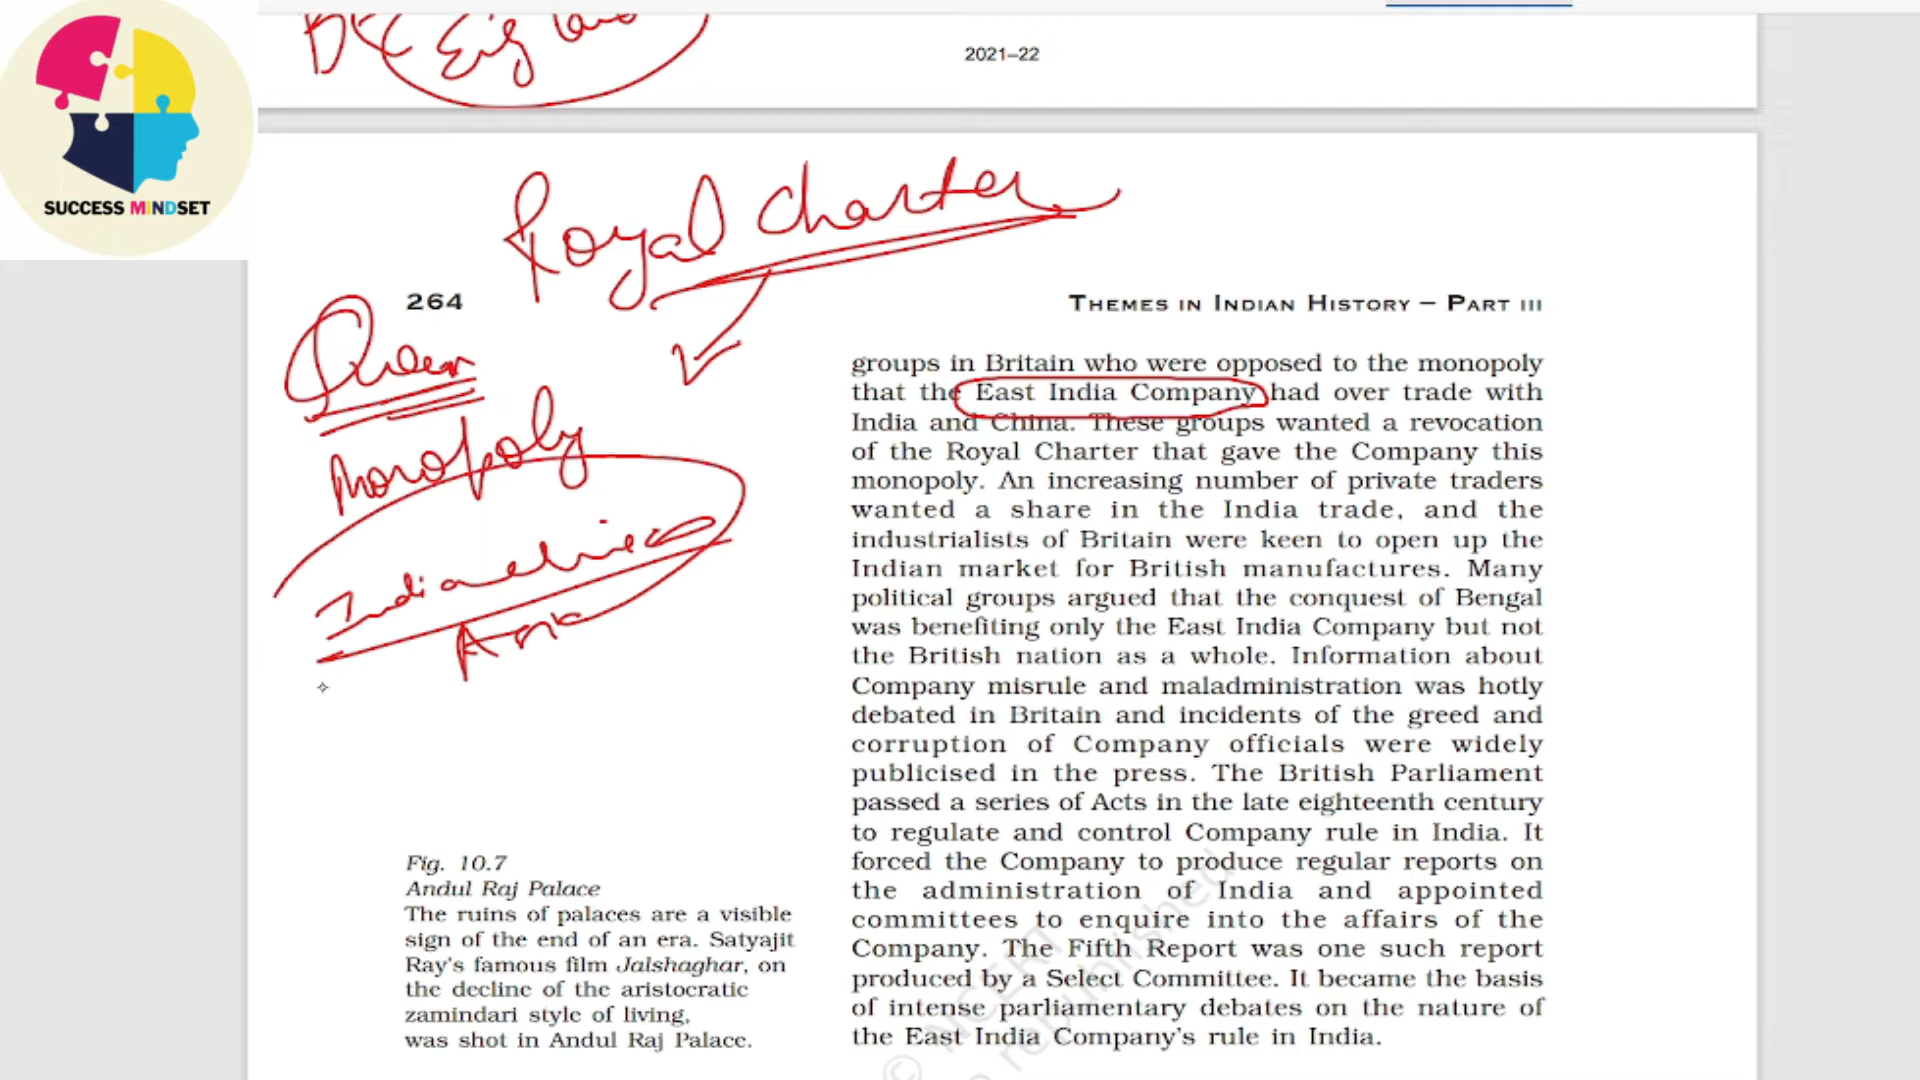 England
2021–22
SUCCESS MINDSET
Royal Charter
264
THEMES IN INDIAN HISTORY – PART III
Queen
Monopoly
India China
Asia
groups in Britain who were opposed to the monopoly
that the East India Company had over trade with
India and China. These groups wanted a revocation
of the Royal Charter that gave the Company this
monopoly. An increasing number of private traders
wanted a share in the India trade, and the
industrialists of Britain were keen to open up the
Indian market for British manufactures. Many
political groups argued that the conquest of Bengal
was benefiting only the East India Company but not
the British nation as a whole. Information about
Company misrule and maladministration was hotly
debated in Britain and incidents of the greed and
corruption of Company officials were widely
publicised in the press. The British Parliament
passed a series of Acts in the late eighteenth century
to regulate and control Company rule in India. It
forced the Company to produce regular reports on
the administration of India and appointed
committees to enquire into the affairs of the
Company. The Fifth Report was one such report
produced by a Select Committee. It became the basis
of intense parliamentary debates on the nature of
the East India Company's rule in India.
Fig. 10.7
Andul Raj Palace
The ruins of palaces are a visible
sign of the end of an era. Satyajit
Ray's famous film Jalshaghar, on
the decline of the aristocratic
zamindari style of living,
was shot in Andul Raj Palace.
© NCERT
republished